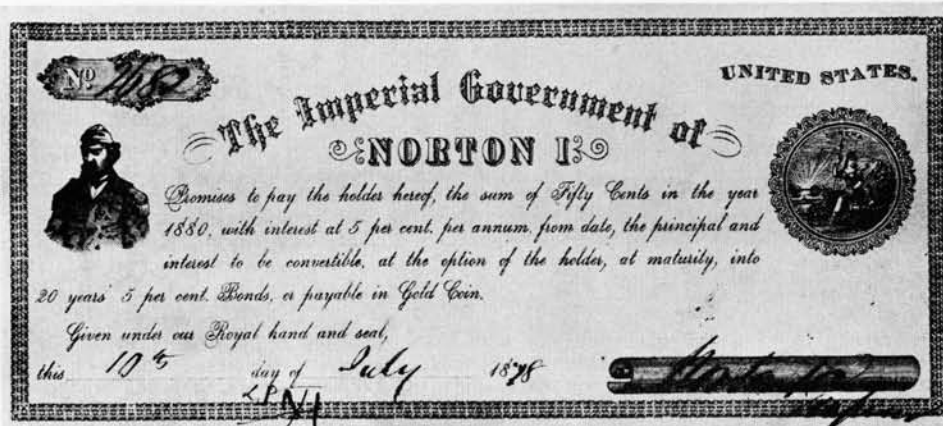 Nº
UNITED STATES.
The Imperial Government of
NORTON I.
Promises to pay the holder hereof, the sum of Fifty Cents in the year
1880, with interest at 5 per cent. per annum from date, the principal and
interest to be convertible, at the option of the holder, at maturity, into
20 years' 5 per cent. Bonds, or payable in Gold Coin.
Given under our Royal hand and seal,
this 10th day of July 1878